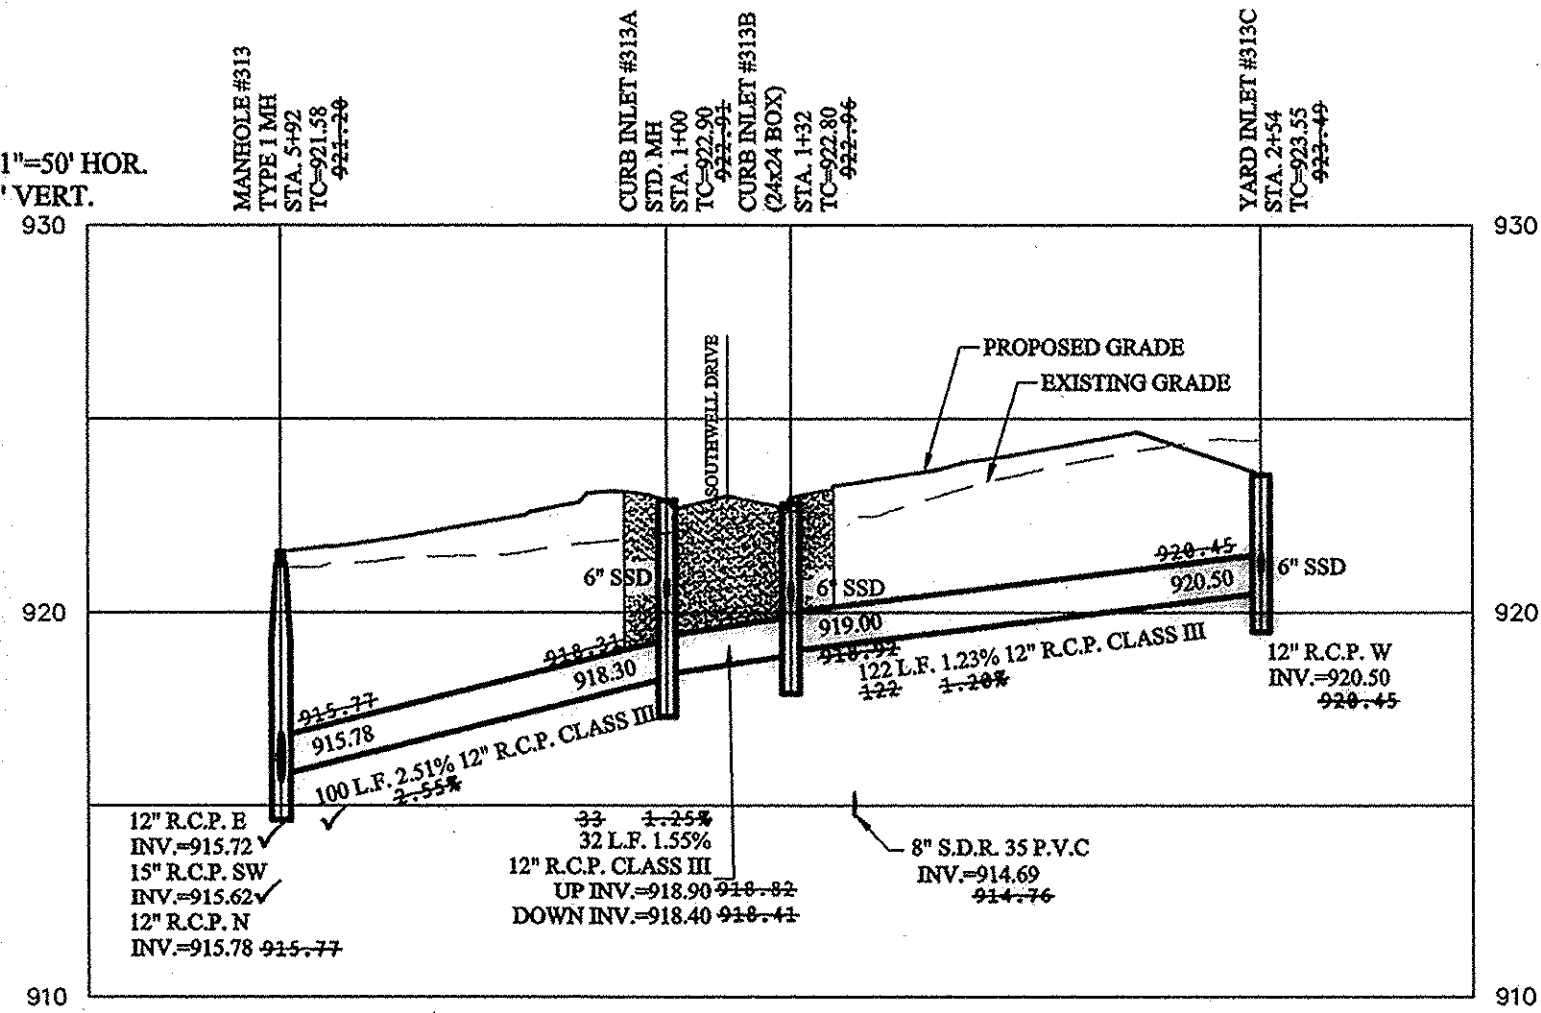 1"=50' HOR.
' VERT.
MANHOLE #313
TYPE 1 MH
STA. 5+92
TC=921.58
921.20
CURB INLET #313A
STD. MH
STA. 1+00
TC=922.90
922.91
CURB INLET #313B
(24x24 BOX)
STA. 1+32
TC=922.80
922.96
YARD INLET #313C
STA. 2+54
TC=923.55
923.49
930
930
SOUTHWELL DRIVE
PROPOSED GRADE
EXISTING GRADE
6" SSD
6" SSD
6" SSD
920
920
918.31
918.30
915.77
915.78
100 L.F. 2.51% 12" R.C.P. CLASS III
2.55%
919.00
918.92
920.45
920.50
122 L.F. 1.23% 12" R.C.P. CLASS III
122 1.20%
12" R.C.P. W
INV.=920.50
920.45
12" R.C.P. E
INV.=915.72
15" R.C.P. SW
INV.=915.62
12" R.C.P. N
INV.=915.78 915.77
33 1.25%
32 L.F. 1.55%
12" R.C.P. CLASS III
UP INV.=918.90 918.82
DOWN INV.=918.40 918.41
8" S.D.R. 35 P.V.C
INV.=914.69
914.76
910
910